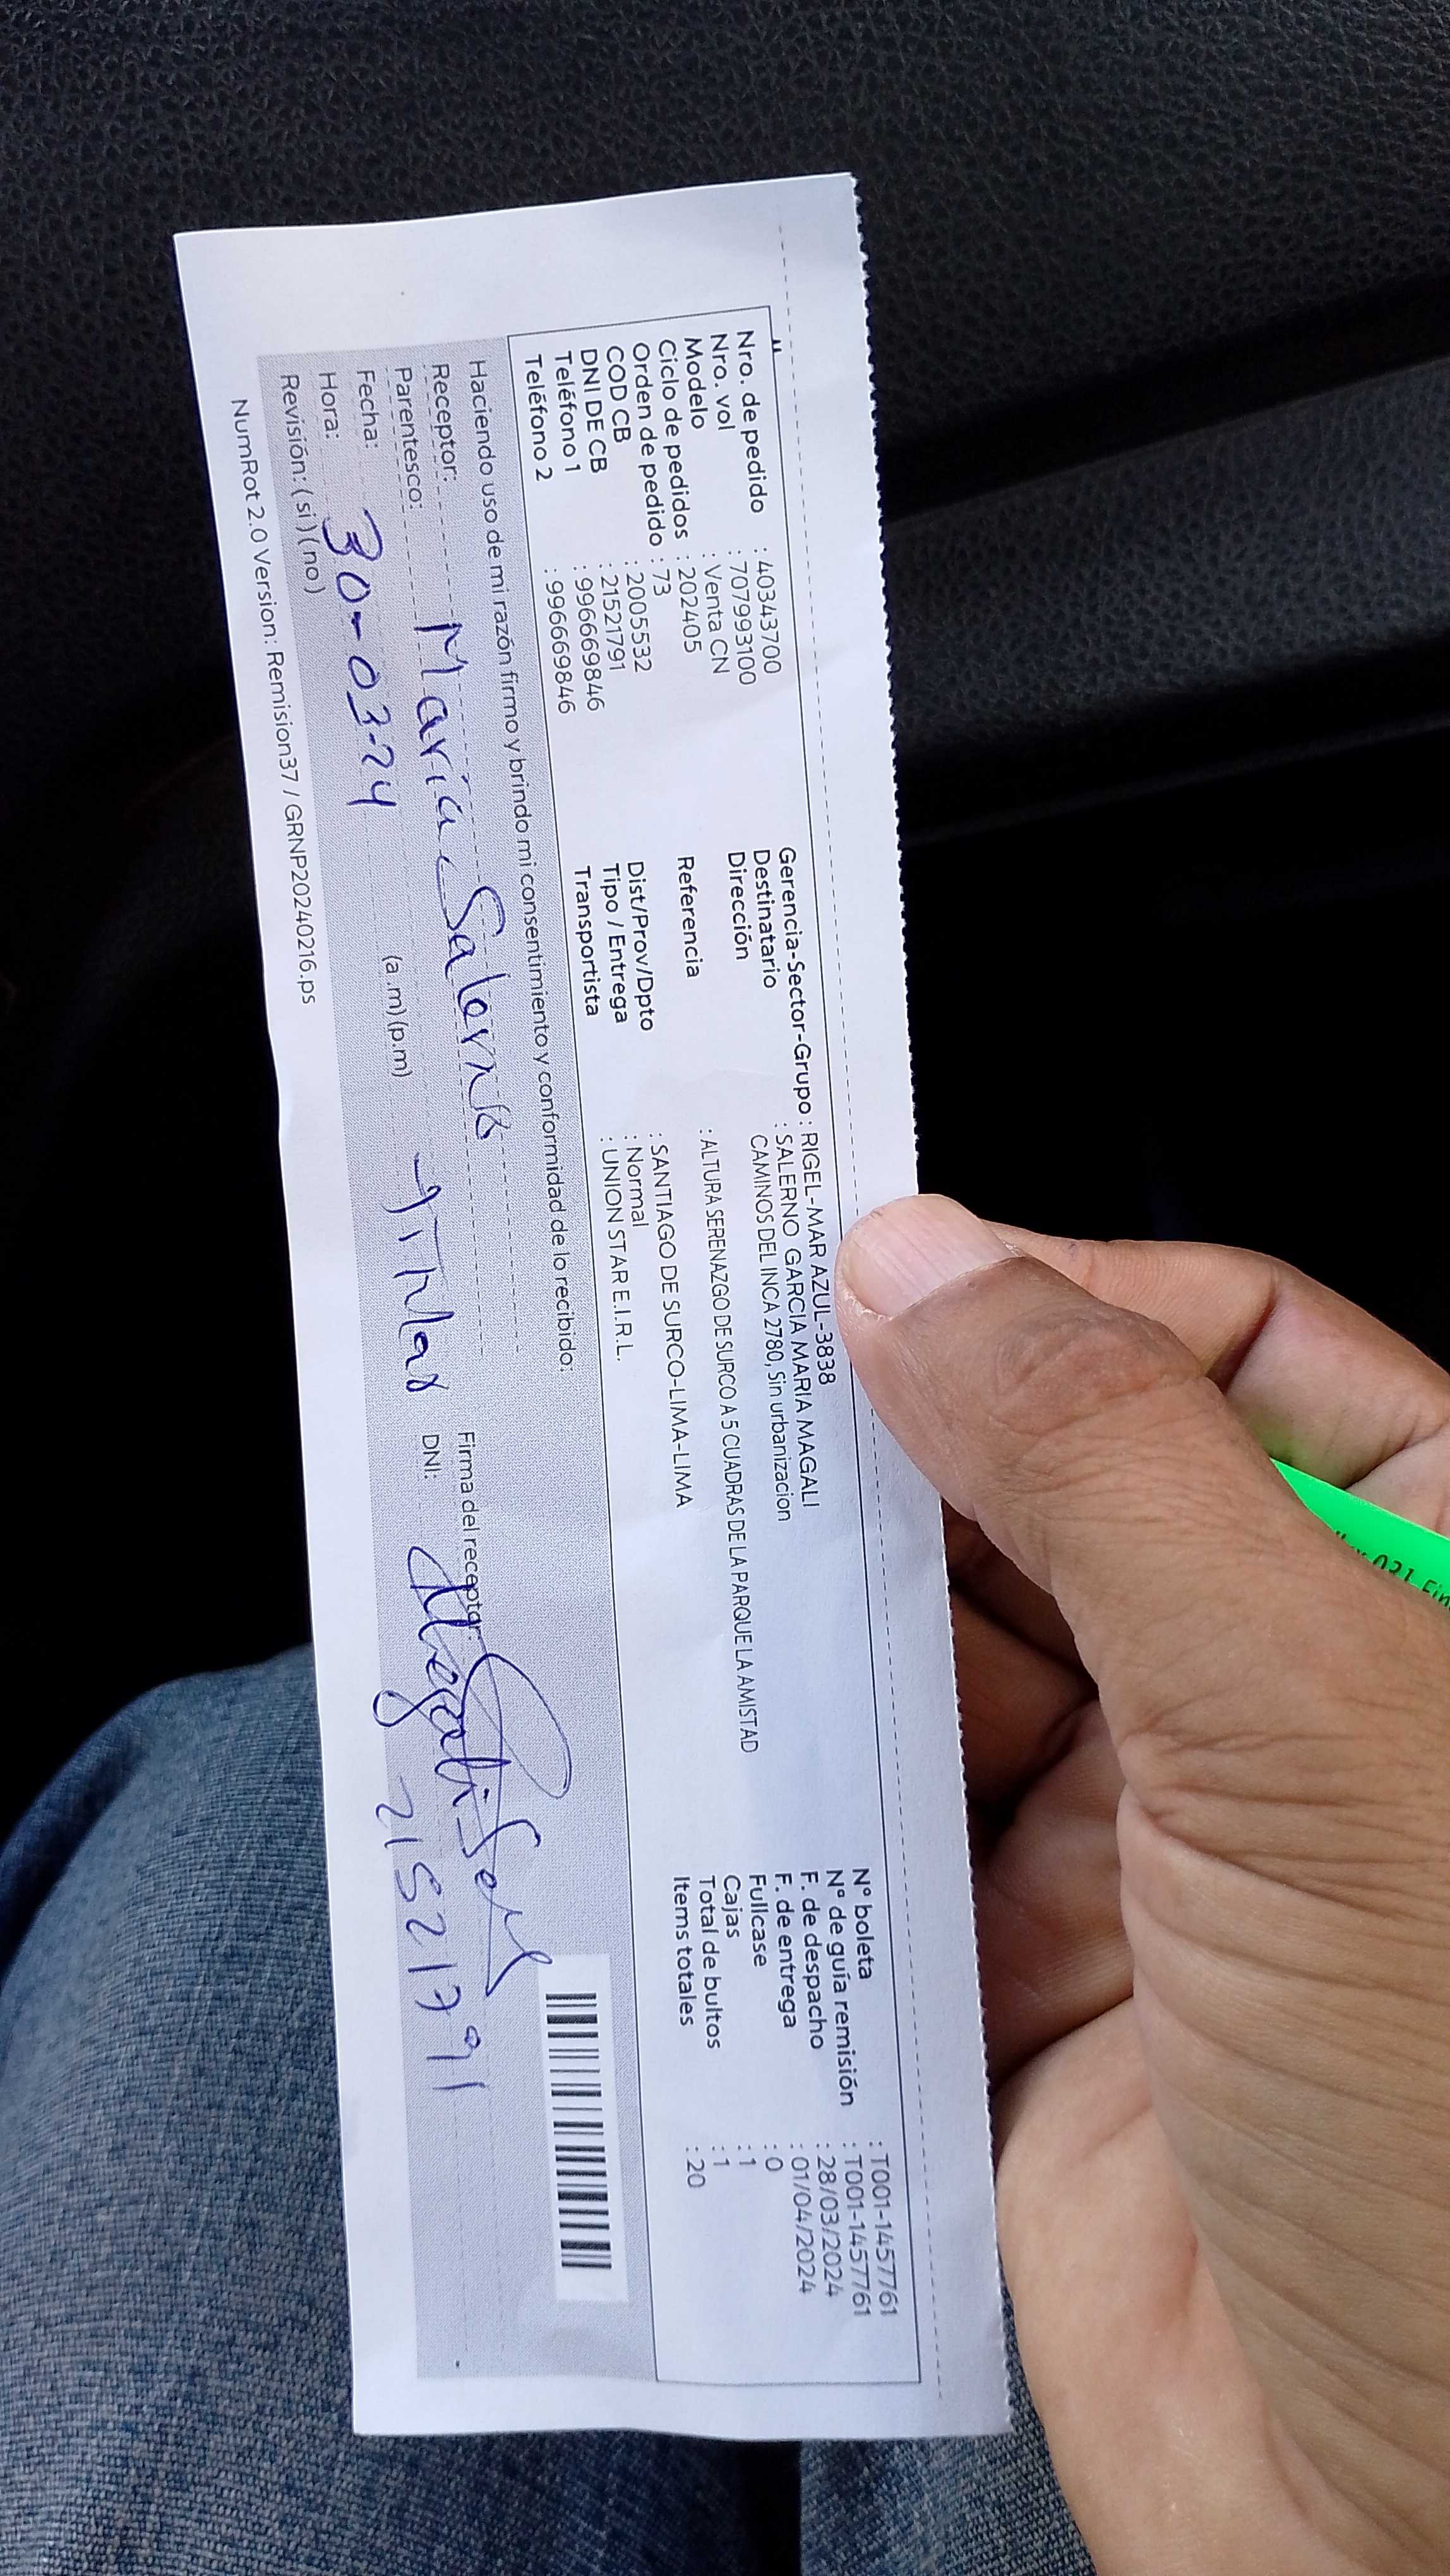 Nro. de pedido : 40343700
Nro. vol : 707993100
Modelo : Venta CN
Ciclo de pedidos : 202405
Orden de pedido : 73
COD CB : 2005532
DNI DE CB : 21521791
Teléfono 1 : 996669846
Teléfono 2 : 996669846
Gerencia-Sector-Grupo : RIGEL-MAR AZUL-3838
Destinatario : SALERNO GARCIA MARIA MAGALI
Dirección CAMINOS DEL INCA 2780, Sin urbanizacion
Referencia : ALTURA SERENAZGO DE SURCO A 5 CUADRAS DE LA PARQUE LA AMISTAD
Dist/Prov/Dpto : SANTIAGO DE SURCO-LIMA-LIMA
Tipo / Entrega : Normal
Transportista : UNION STAR E.I.R.L.
N° boleta : T001-1457761
N° de guía remisión : T001-1457761
F. de despacho : 28/03/2024
F. de entrega : 01/04/2024
Fullcase : 0
Cajas : 1
Total de bultos : 1
Items totales : 20
Haciendo uso de mi razón firmo y brindo mi consentimiento y conformidad de lo recibido:
Receptor: Maria Salerno
Parentesco:
Fecha: 30-03-24
Hora: (a.m) (p.m)
Revisión: ( si ) ( no )
Firma del receptor:
DNI: 21521791
NumRot 2.0 Version: Remision37 / GRNP20240216.ps